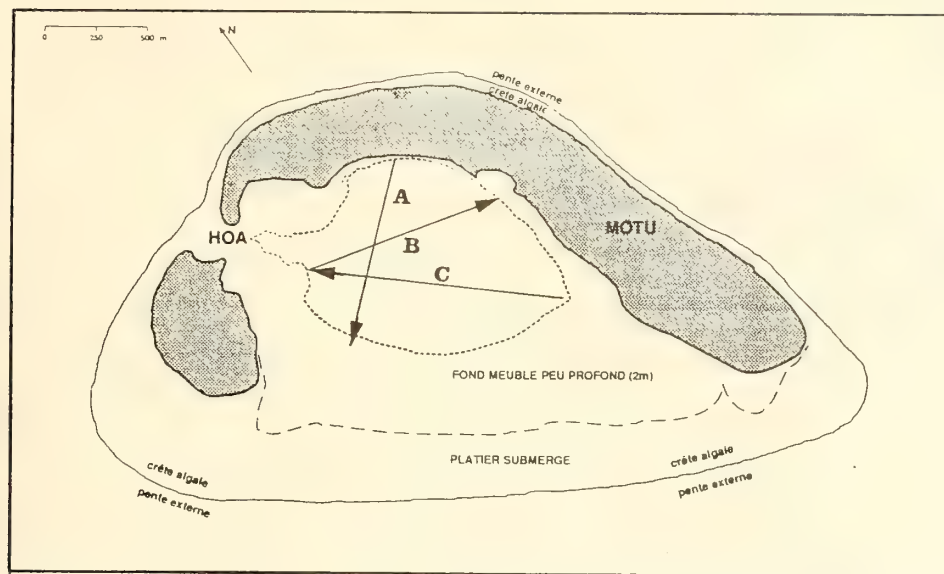 0 250 500 m
N
pente externe
crête algale
A
HOA
B
MOTU
C
FOND MEUBLE PEU PROFOND (2m)
PLATIER SUBMERGE
crête algale
pente externe
crête algale
pente externe